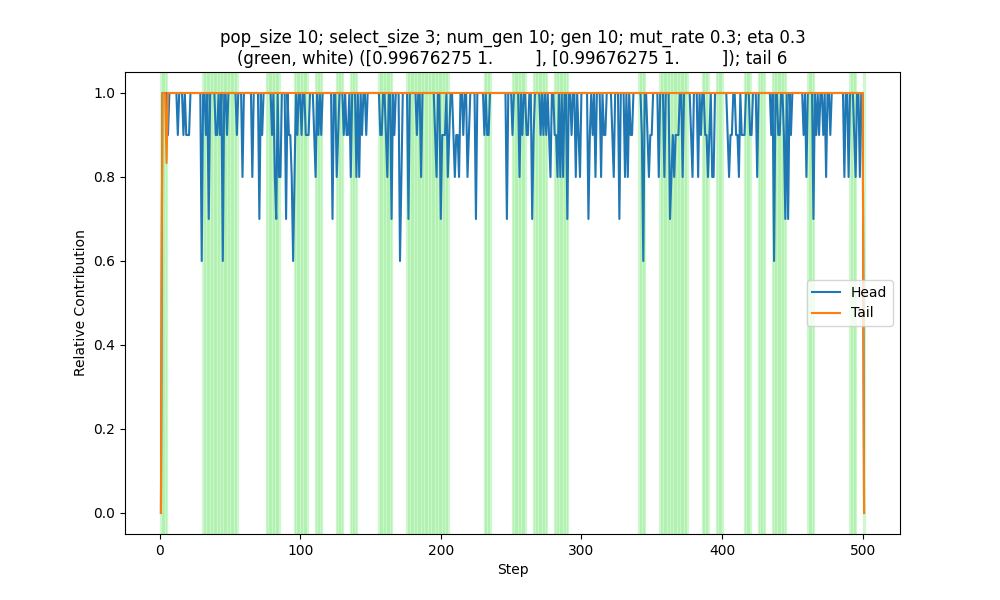 pop_size 10; select_size 3; num_gen 10; gen 10; mut_rate 0.3; eta 0.3
(green, white) ([0.99676275 1.        ], [0.99676275 1.        ]); tail 6
1.0
0.8
0.6
0.4
0.2
0.0
Relative Contribution
Head
Tail
0
100
200
300
400
500
Step